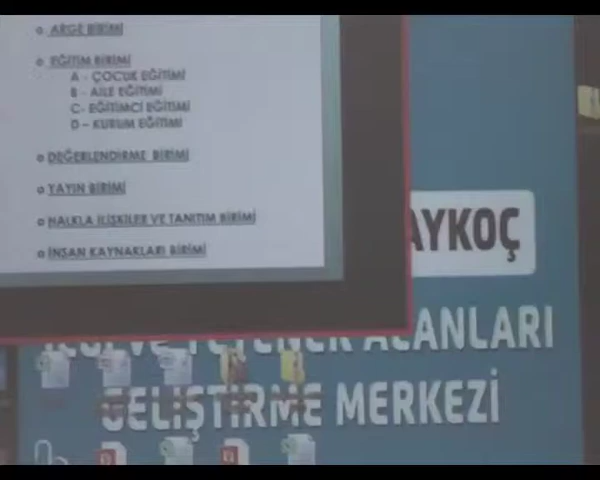 ARGE BİRİMİ
EĞİTİM BİRİMİ
A - ÇOCUK EĞİTİMİ
B - AİLE EĞİTİMİ
C- EĞİTİMCİ EĞİTİMİ
D – KURUM EĞİTİMİ
DEĞERLENDİRME BİRİMİ
YAYIN BİRİMİ
HALKLA İLİŞKİLER VE TANITIM BİRİMİ
İNSAN KAYNAKLARI BİRİMİ
AYKOÇ
VE YETENEK ALANLARI
GELİŞTİRME MERKEZİ